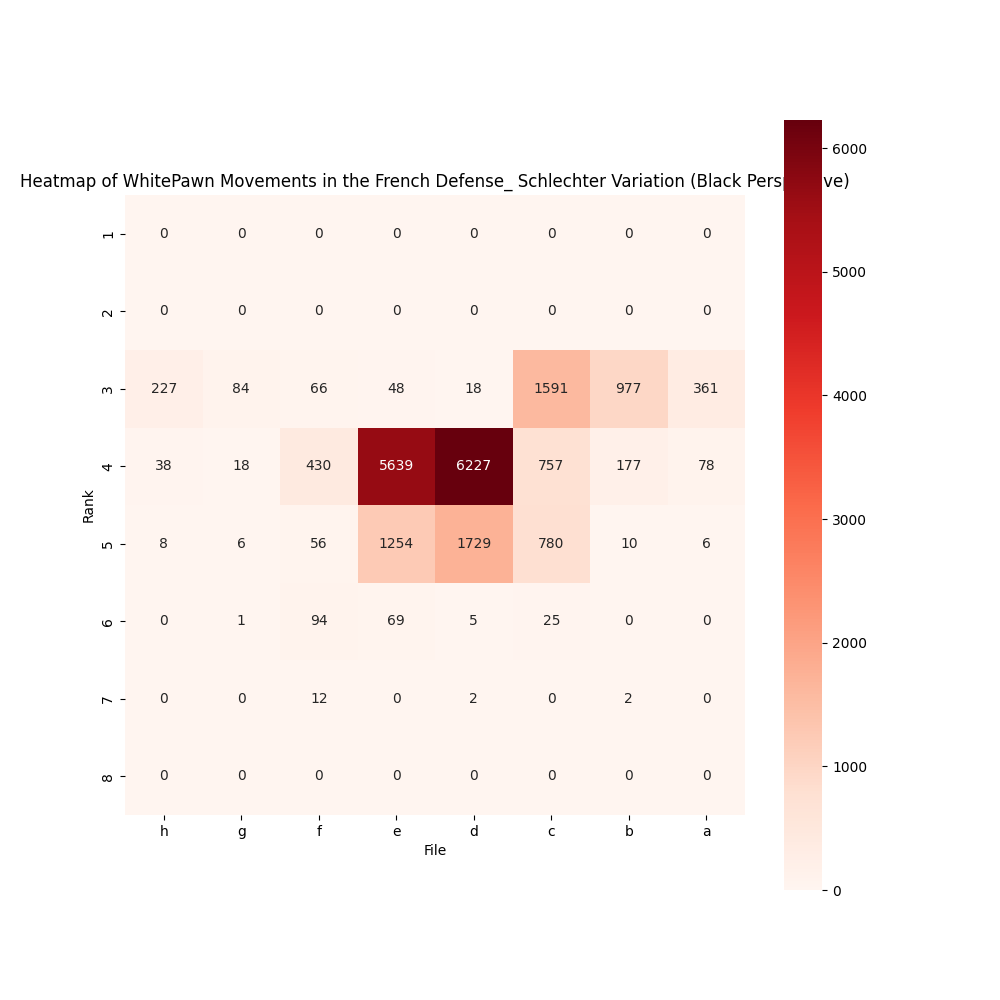 Heatmap of WhitePawn Movements in the French Defense_ Schlechter Variation (Black Pers ve)
6000
5000
4000
3000
2000
1000
0
Rank
1 0 0 0 0 0 0 0 0
2 0 0 0 0 0 0 0 0
3 227 84 66 48 18 1591 977 361
4 38 18 430 5639 6227 757 177 78
5 8 6 56 1254 1729 780 10 6
6 0 1 94 69 5 25 0 0
7 0 0 12 0 2 0 2 0
8 0 0 0 0 0 0 0 0
h g f e d c b a
File